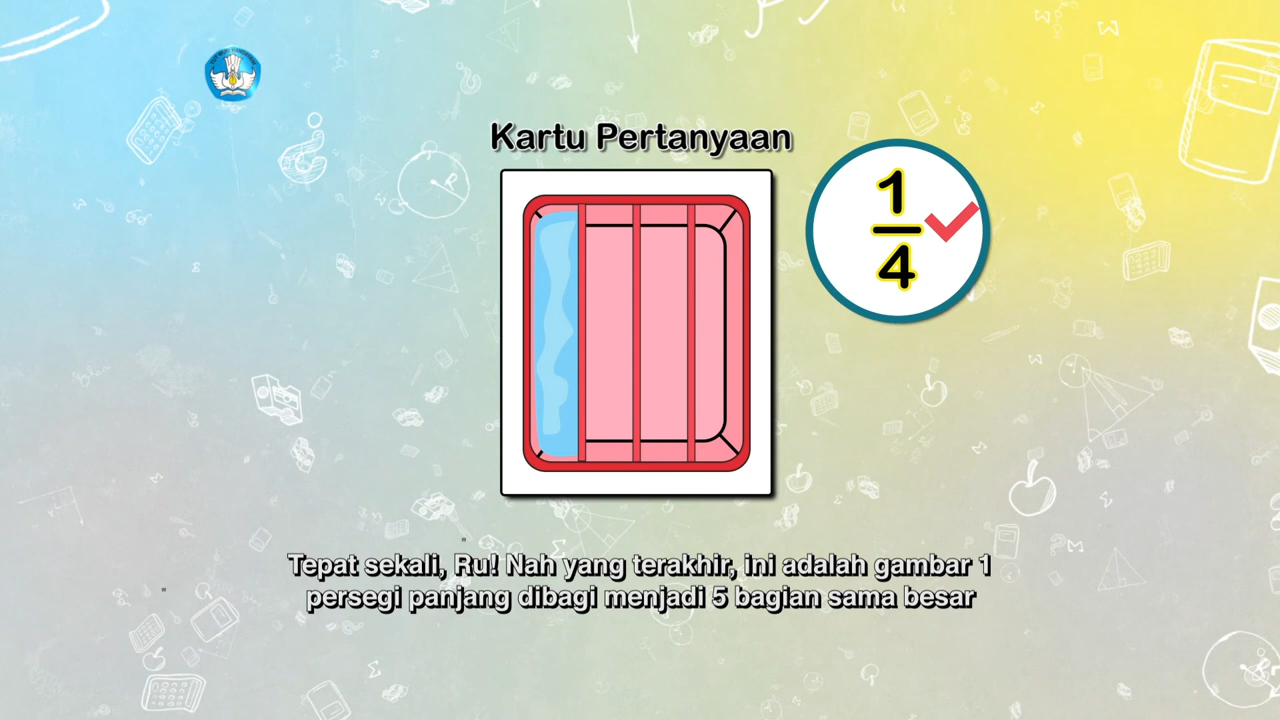 Kartu Pertanyaan
1
4
Tepat sekali, Ru! Nah yang terakhir, ini adalah gambar 1
persegi panjang dibagi menjadi 5 bagian sama besar